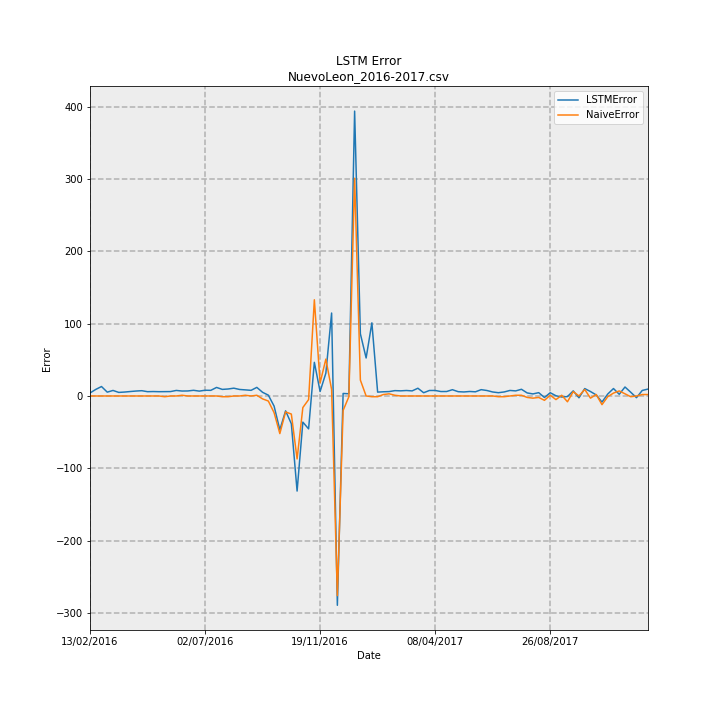 LSTM Error
NuevoLeon_2016-2017.csv
LSTMError
NaiveError
400
300
200
100
0
−100
−200
−300
Error
13/02/2016
02/07/2016
19/11/2016
08/04/2017
26/08/2017
Date